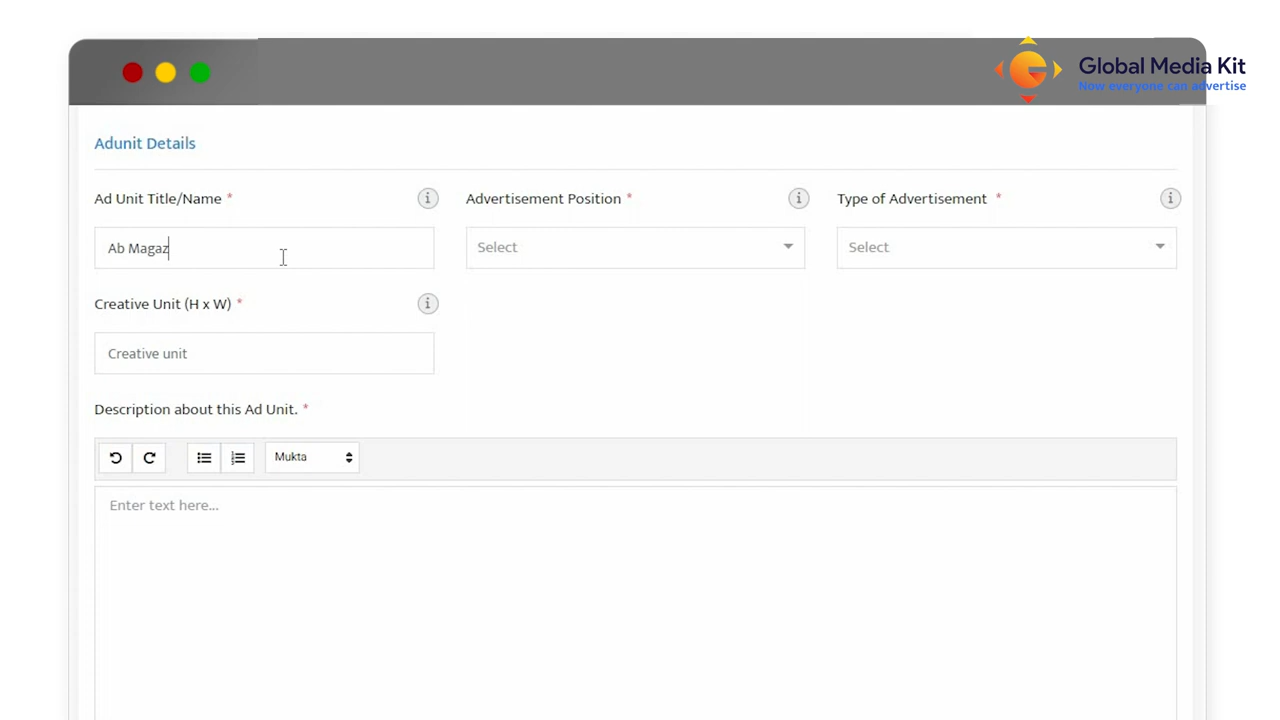 Global Media Kit
Now everyone can advertise
Adunit Details
Ad Unit Title/Name * i Advertisement Position * i Type of Advertisement * i
Ab Magaz Select Select
Creative Unit (H x W) * i
Creative unit
Description about this Ad Unit. *
Mukta
Enter text here...